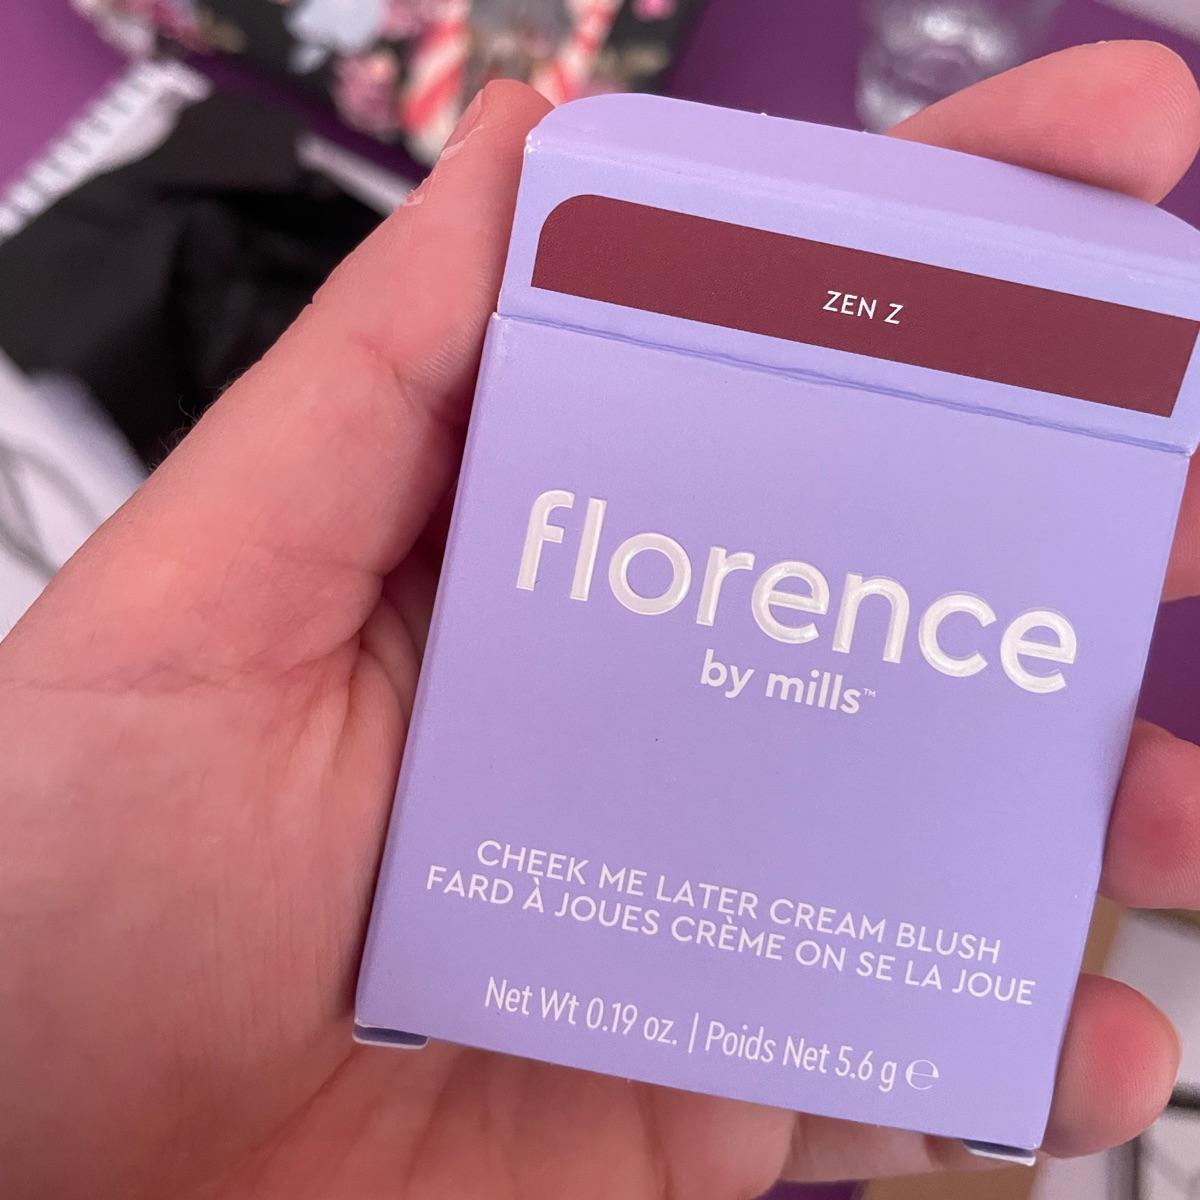 ZEN Z
florence
by mills™
CHEEK ME LATER CREAM BLUSH
FARD À JOUES CRÈME ON SE LA JOUE
Net Wt 0.19 oz. | Poids Net 5.6 g ℮